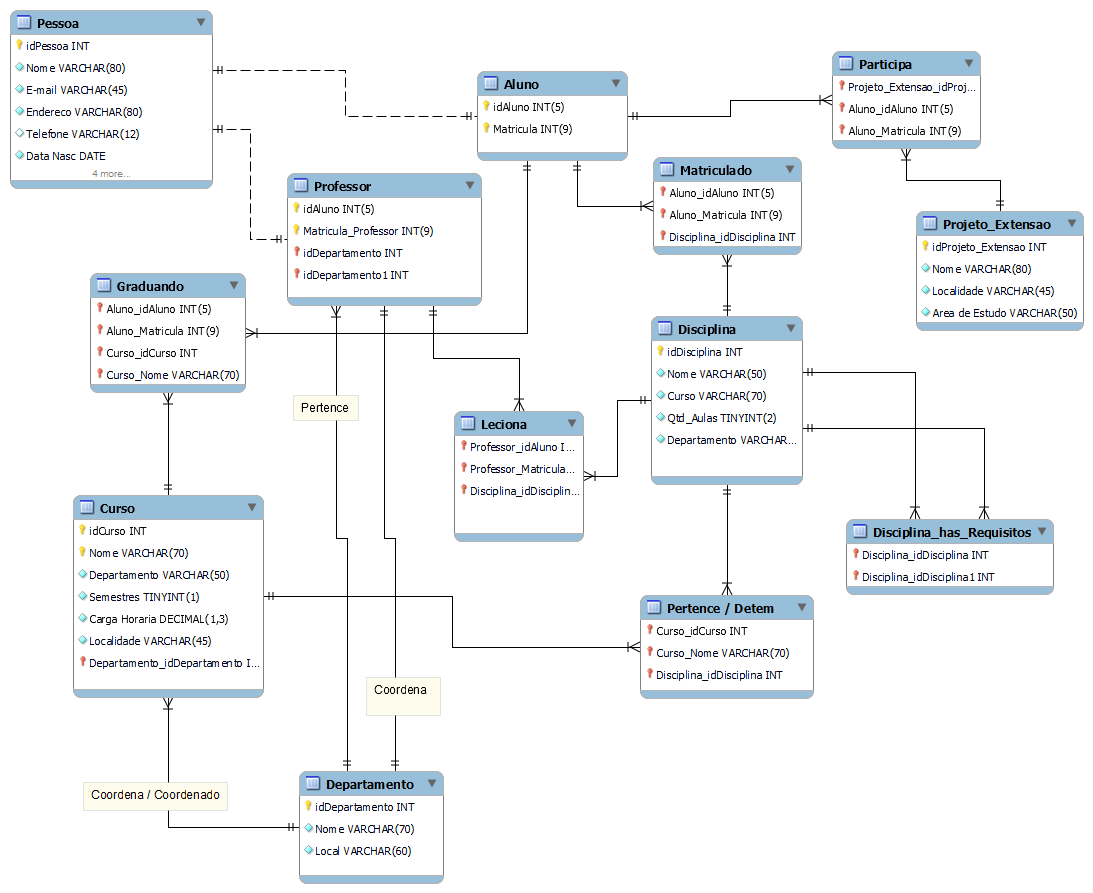 Pessoa
idPessoa INT
Nome VARCHAR(80)
E-mail VARCHAR(45)
Endereco VARCHAR(80)
Telefone VARCHAR(12)
Data Nasc DATE
4 more...
Aluno
idAluno INT(5)
Matricula INT(9)
Participa
Projeto_Extensao_idProj...
Aluno_idAluno INT(5)
Aluno_Matricula INT(9)
Professor
idAluno INT(5)
Matricula_Professor INT(9)
idDepartamento INT
idDepartamento1 INT
Matriculado
Aluno_idAluno INT(5)
Aluno_Matricula INT(9)
Disciplina_idDisciplina INT
Projeto_Extensao
idProjeto_Extensao INT
Nome VARCHAR(80)
Localidade VARCHAR(45)
Area de Estudo VARCHAR(50)
Graduando
Aluno_idAluno INT(5)
Aluno_Matricula INT(9)
Curso_idCurso INT
Curso_Nome VARCHAR(70)
Disciplina
idDisciplina INT
Nome VARCHAR(50)
Curso VARCHAR(70)
Qtd_Aulas TINYINT(2)
Departamento VARCHAR...
Pertence
Leciona
Professor_idAluno I...
Professor_Matricula...
Disciplina_idDisciplin...
Curso
idCurso INT
Nome VARCHAR(70)
Departamento VARCHAR(50)
Semestres TINYINT(1)
Carga Horaria DECIMAL(1,3)
Localidade VARCHAR(45)
Departamento_idDepartamento I...
Disciplina_has_Requisitos
Disciplina_idDisciplina INT
Disciplina_idDisciplina1 INT
Pertence / Detem
Curso_idCurso INT
Curso_Nome VARCHAR(70)
Disciplina_idDisciplina INT
Coordena
Coordena / Coordenado
Departamento
idDepartamento INT
Nome VARCHAR(70)
Local VARCHAR(60)